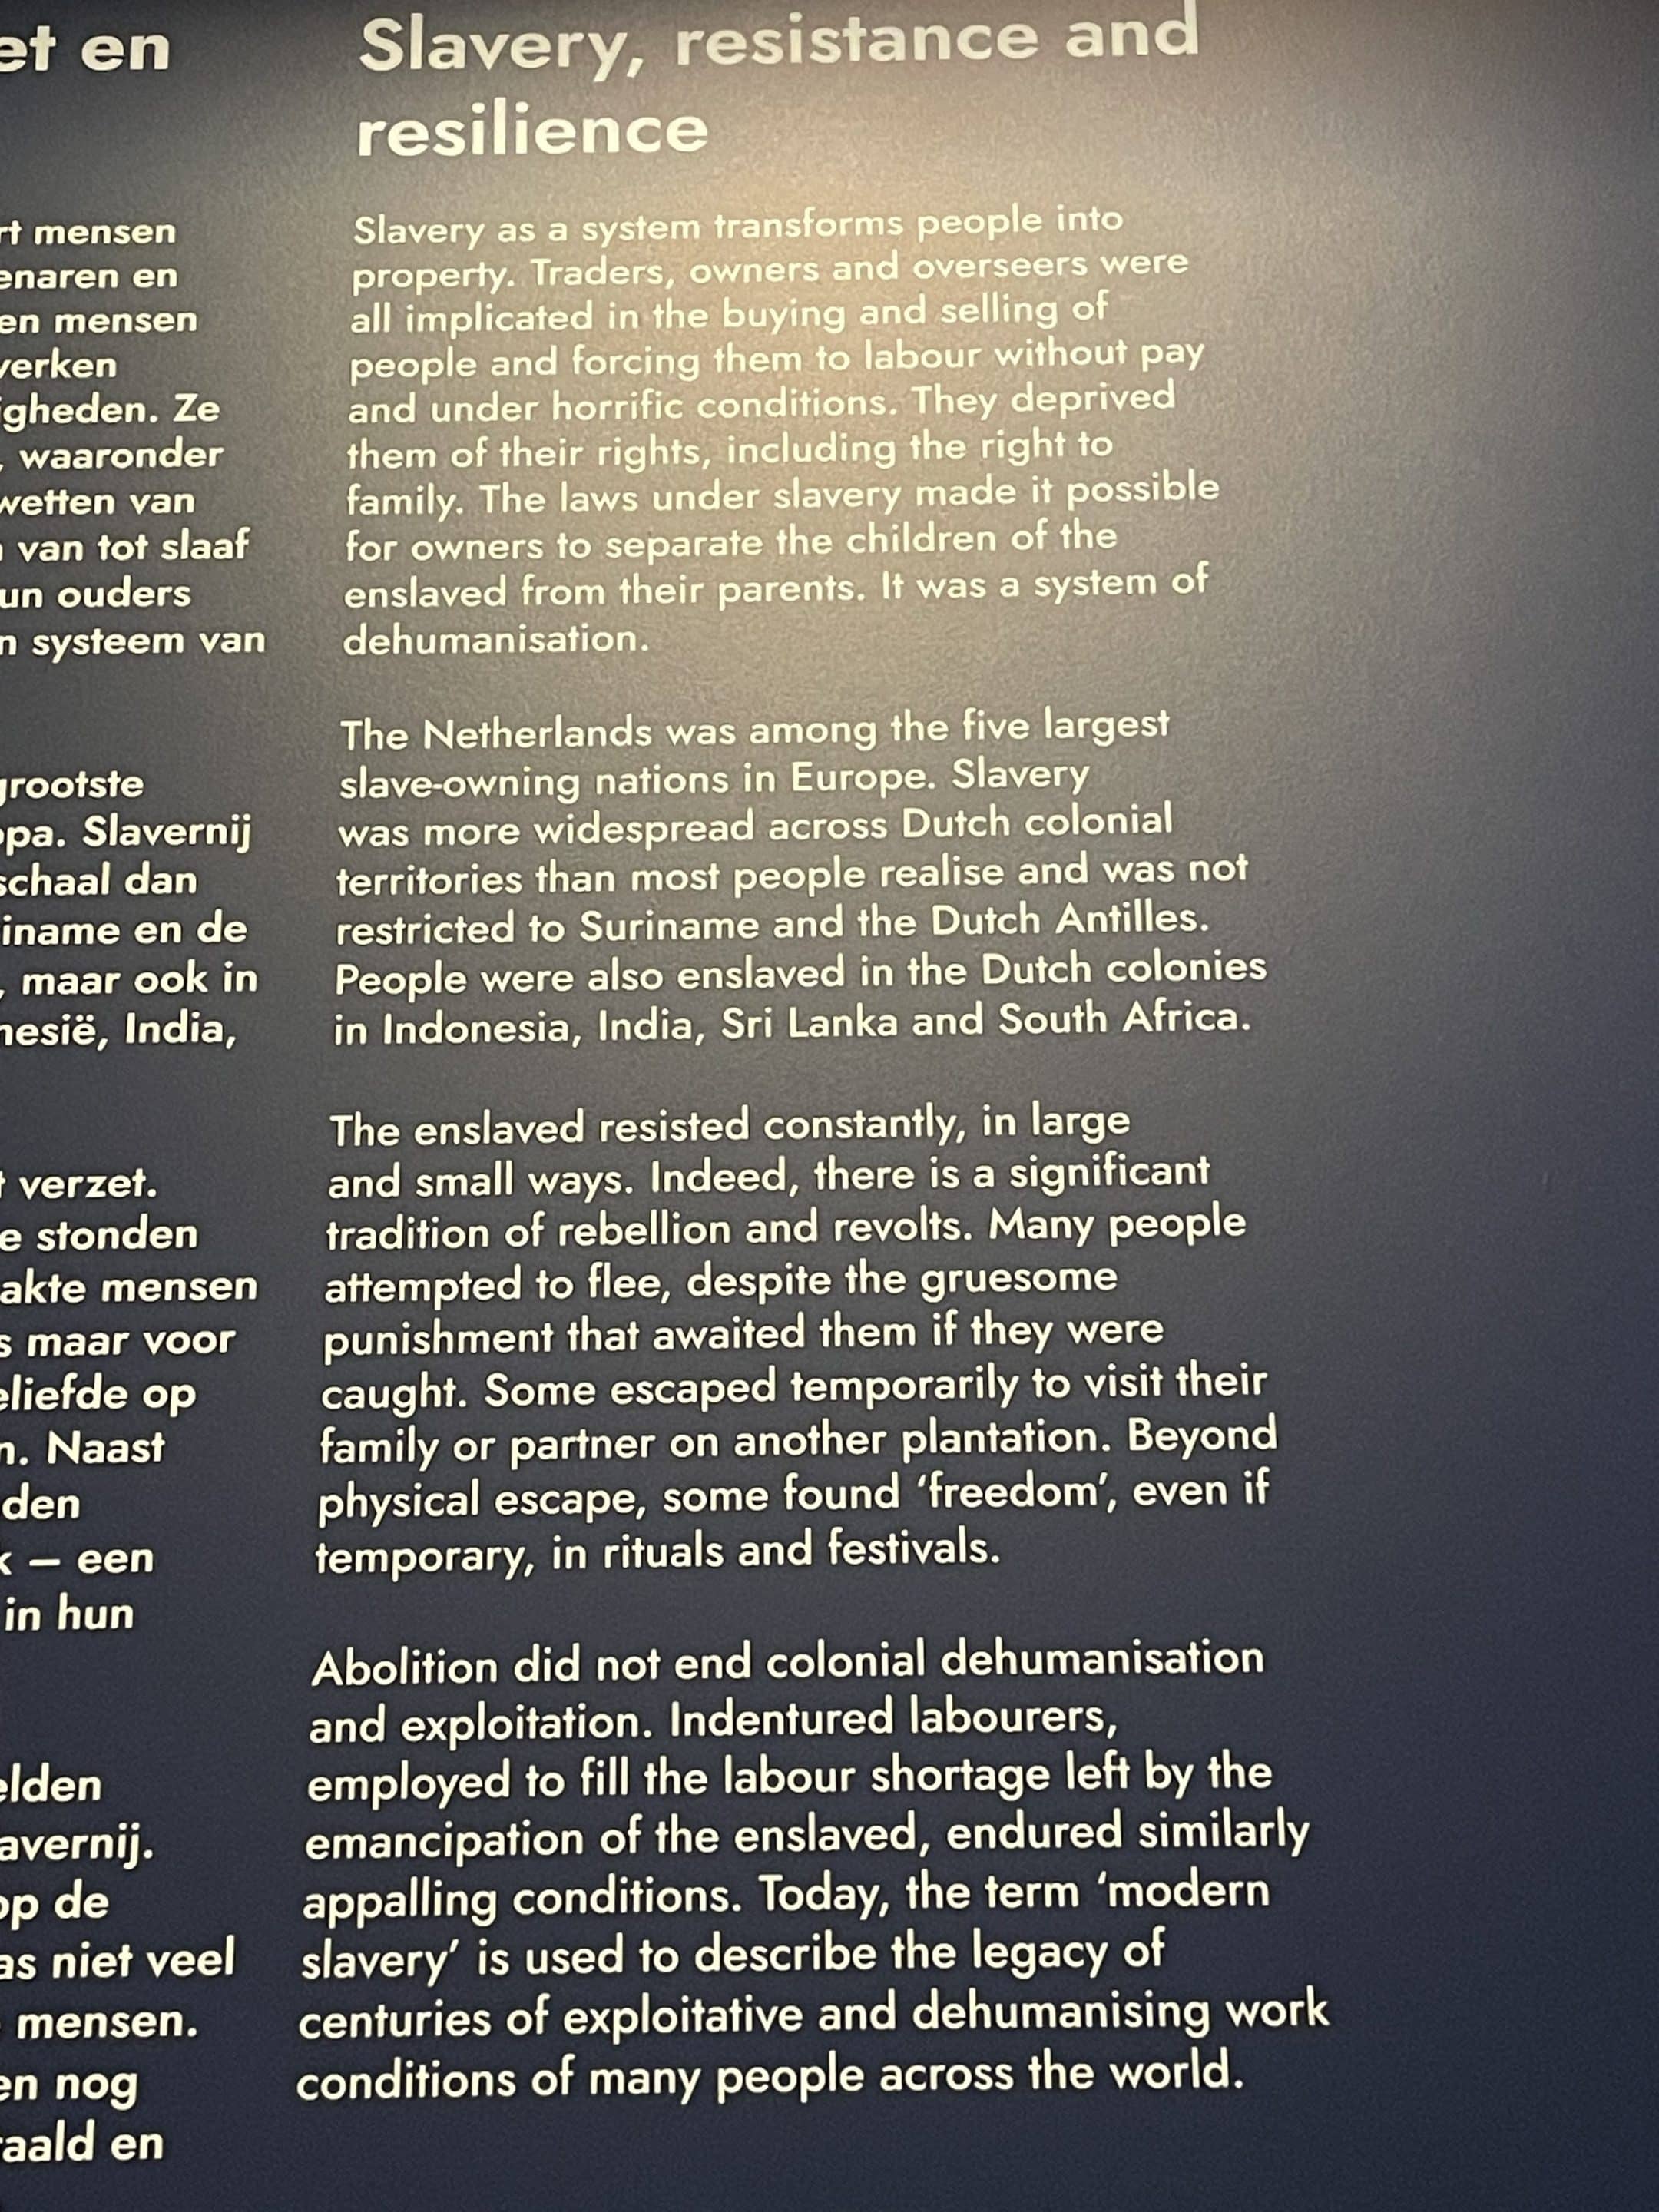 et en
rt mensen
enaren en
en mensen
verken
igheden. Ze
, waaronder
wetten van
van tot slaaf
un ouders
n systeem van
grootste
opa. Slavernij
schaal dan
iname en de
, maar ook in
nesië, India,
t verzet.
e stonden
akte mensen
s maar voor
eliefde op
n. Naast
den
k – een
in hun
elden
avernij.
op de
as niet veel
mensen.
en nog
raald en
Slavery, resistance and
resilience
Slavery as a system transforms people into
property. Traders, owners and overseers were
all implicated in the buying and selling of
people and forcing them to labour without pay
and under horrific conditions. They deprived
them of their rights, including the right to
family. The laws under slavery made it possible
for owners to separate the children of the
enslaved from their parents. It was a system of
dehumanisation.
The Netherlands was among the five largest
slave-owning nations in Europe. Slavery
was more widespread across Dutch colonial
territories than most people realise and was not
restricted to Suriname and the Dutch Antilles.
People were also enslaved in the Dutch colonies
in Indonesia, India, Sri Lanka and South Africa.
The enslaved resisted constantly, in large
and small ways. Indeed, there is a significant
tradition of rebellion and revolts. Many people
attempted to flee, despite the gruesome
punishment that awaited them if they were
caught. Some escaped temporarily to visit their
family or partner on another plantation. Beyond
physical escape, some found ‘freedom’, even if
temporary, in rituals and festivals.
Abolition did not end colonial dehumanisation
and exploitation. Indentured labourers,
employed to fill the labour shortage left by the
emancipation of the enslaved, endured similarly
appalling conditions. Today, the term ‘modern
slavery’ is used to describe the legacy of
centuries of exploitative and dehumanising work
conditions of many people across the world.